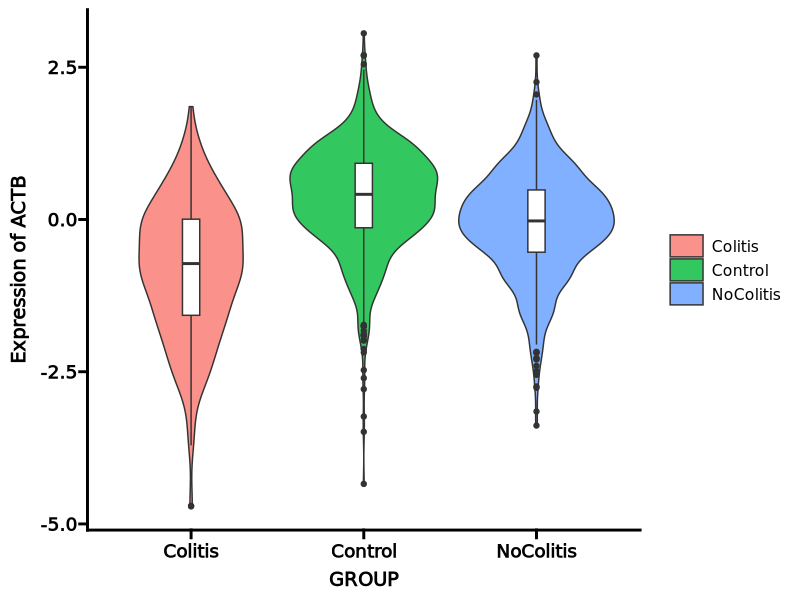 Expression of ACTB
2.5
0.0
-2.5
-5.0
Colitis
Control
NoColitis
GROUP
Colitis
Control
NoColitis